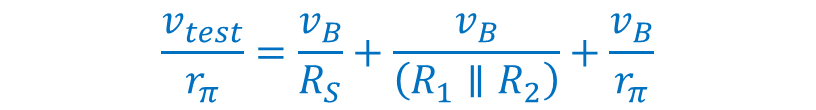 v_test / r_π = v_B / R_S + v_B / (R_1 ∥ R_2) + v_B / r_π